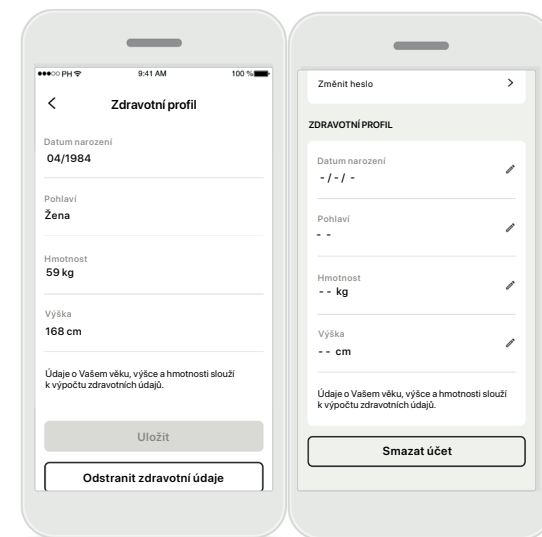 PH 9:41 AM 100 %
Zdravotní profil
Datum narození
04/1984
Pohlaví
Žena
Hmotnost
59 kg
Výška
168 cm
Údaje o Vašem věku, výšce a hmotnosti slouží
k výpočtu zdravotních údajů.
Uložit
Odstranit zdravotní údaje
Změnit heslo
ZDRAVOTNÍ PROFIL
Datum narození
- / - / -
Pohlaví
- -
Hmotnost
- - kg
Výška
- - cm
Údaje o Vašem věku, výšce a hmotnosti slouží
k výpočtu zdravotních údajů.
Smazat účet